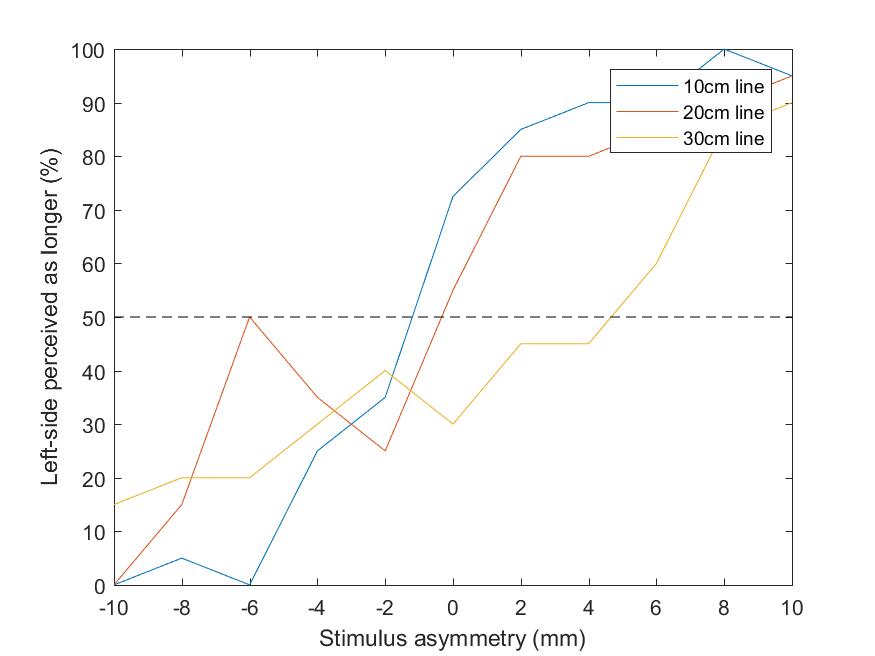 100
90
80
70
60
50
40
30
20
10
0
Left-side perceived as longer (%)
10cm line
20cm line
30cm line
-10 -8 -6 -4 -2 0 2 4 6 8 10
Stimulus asymmetry (mm)